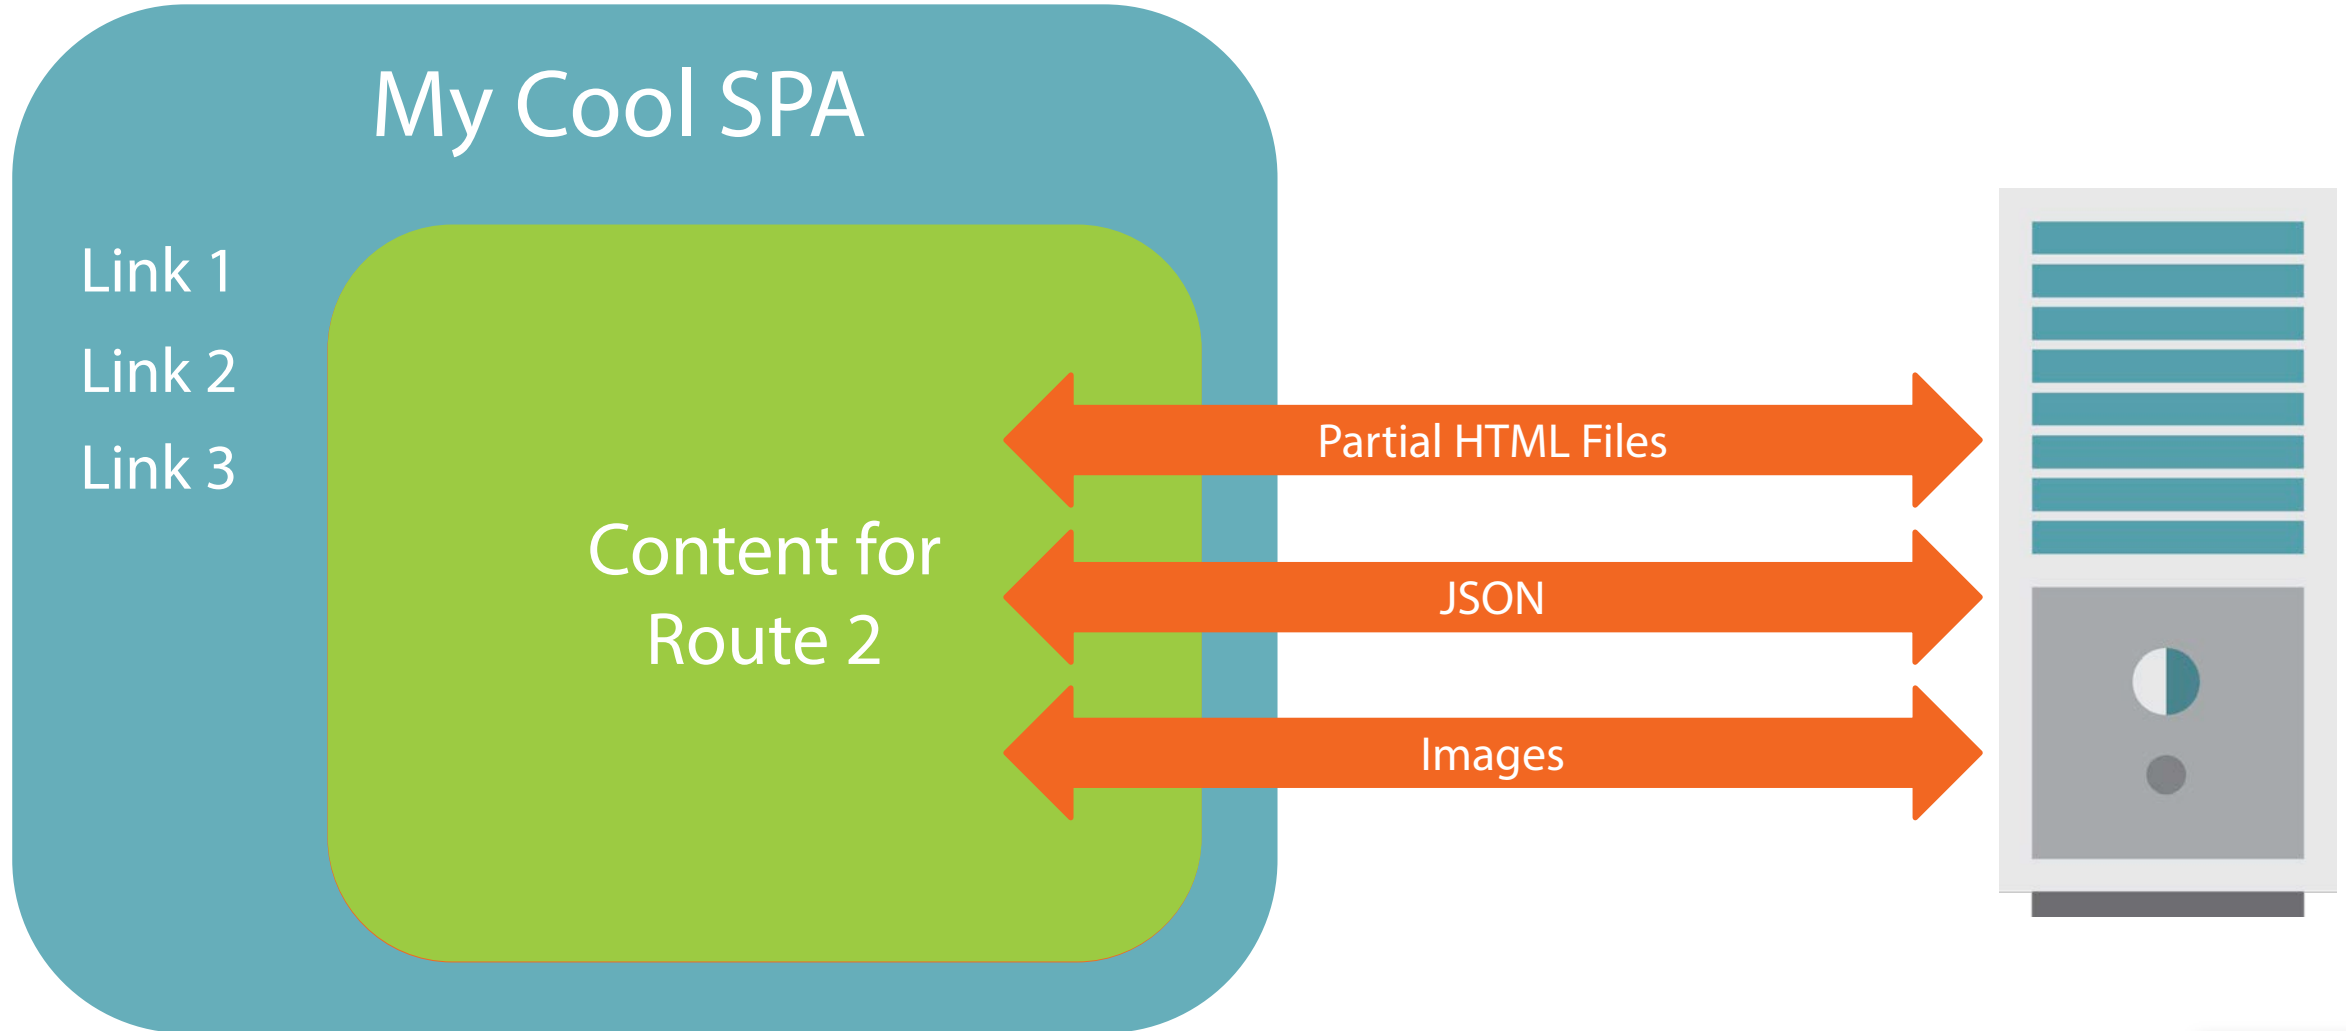 My Cool SPA
Link 1
Link 2
Link 3
Content for
Route 2
Partial HTML Files
JSON
Images